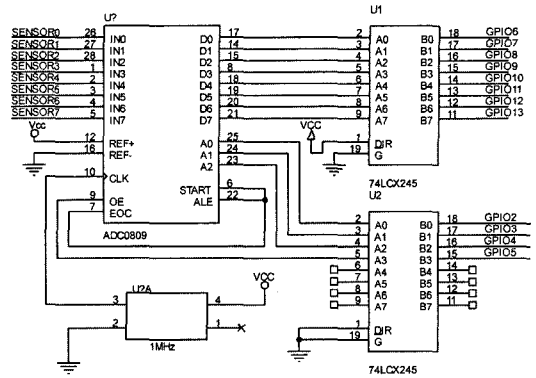 U? U1
SENSOR0 26 IN0 D0 17 2 A0 B0 18 GPIO6
SENSOR1 27 IN1 D1 14 3 A1 B1 17 GPIO7
SENSOR2 28 IN2 D2 15 4 A2 B2 16 GPIO8
SENSOR3 1 IN3 D3 8 5 A3 B3 15 GPIO9
SENSOR4 2 IN4 D4 18 6 A4 B4 14 GPIO10
SENSOR5 3 IN5 D5 19 7 A5 B5 13 GPIO11
SENSOR6 4 IN6 D6 20 8 A6 B6 12 GPIO12
SENSOR7 5 IN7 D7 21 9 A7 B7 11 GPIO13
Vcc VCC
12 REF+ A0 25 1 DIR
16 REF- A1 24 19 G
A2 23
10 CLK 74LCX245
START 6 U2
9 OE ALE 22
7 EOC
ADC0809
2 A0 B0 18 GPIO2
3 A1 B1 17 GPIO3
4 A2 B2 16 GPIO4
5 A3 B3 15 GPIO5
6 A4 B4 14
7 A5 B5 13
8 A6 B6 12
9 A7 B7 11
1 DIR
19 G
74LCX245
U?A VCC
3 4
2 1
1MHz